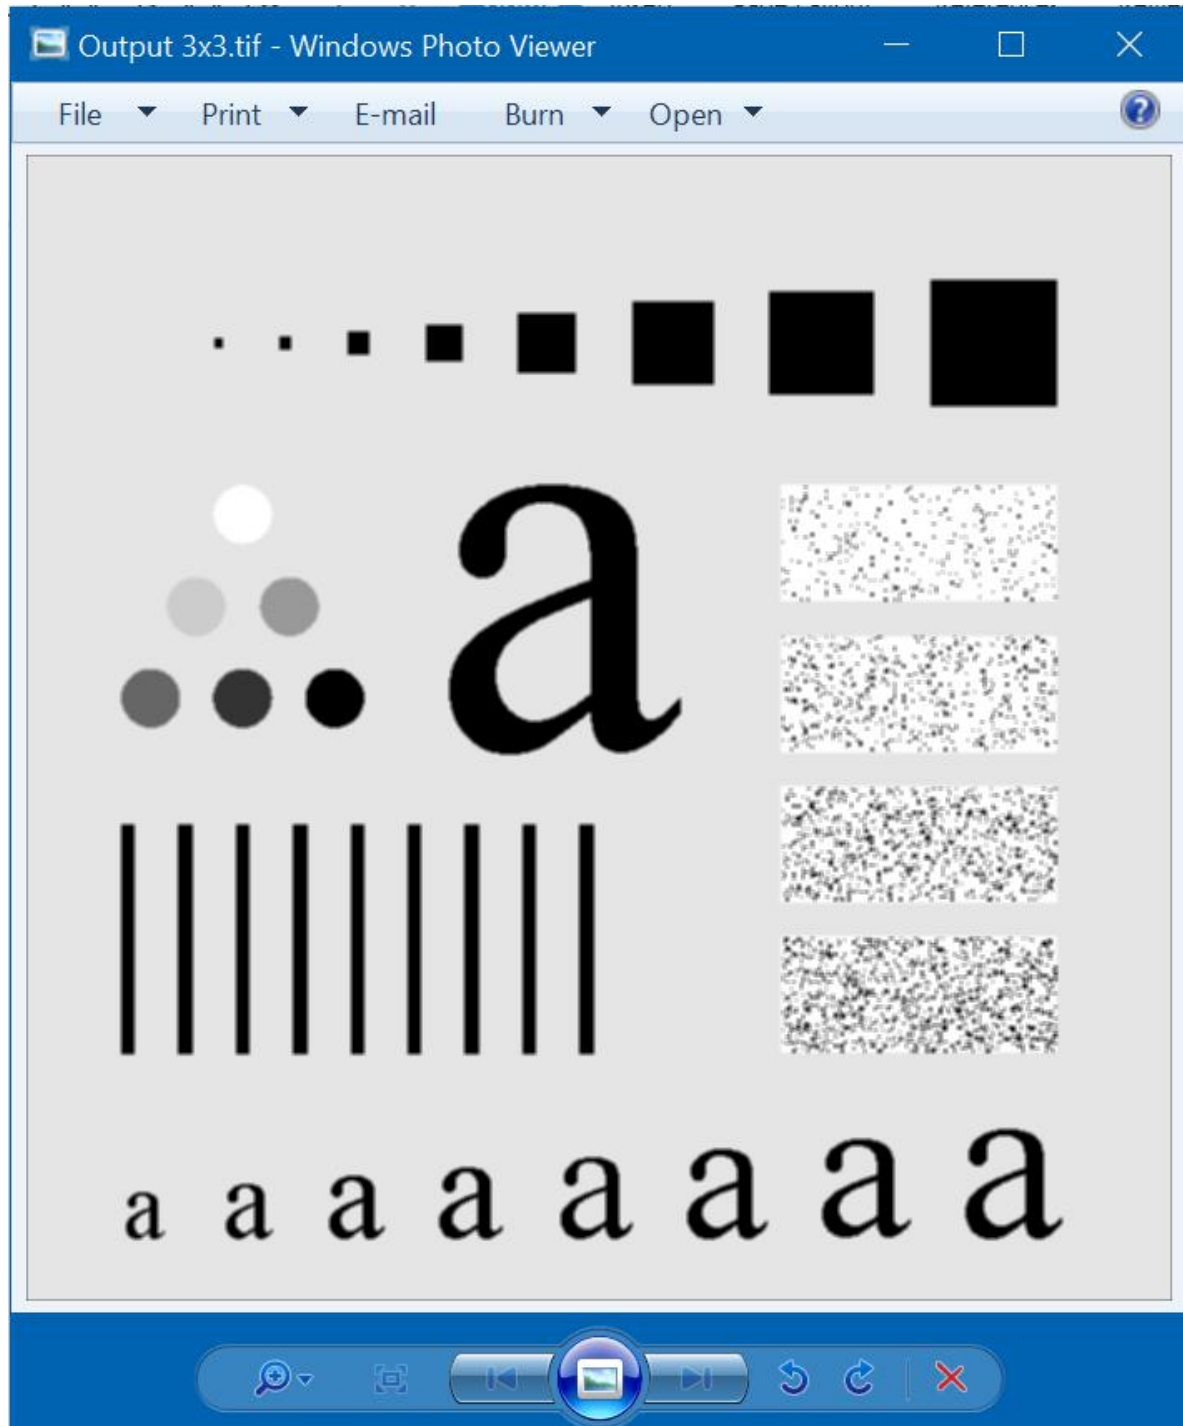 Output 3x3.tif - Windows Photo Viewer
File Print E-mail Burn Open
a
a a a a a a a a